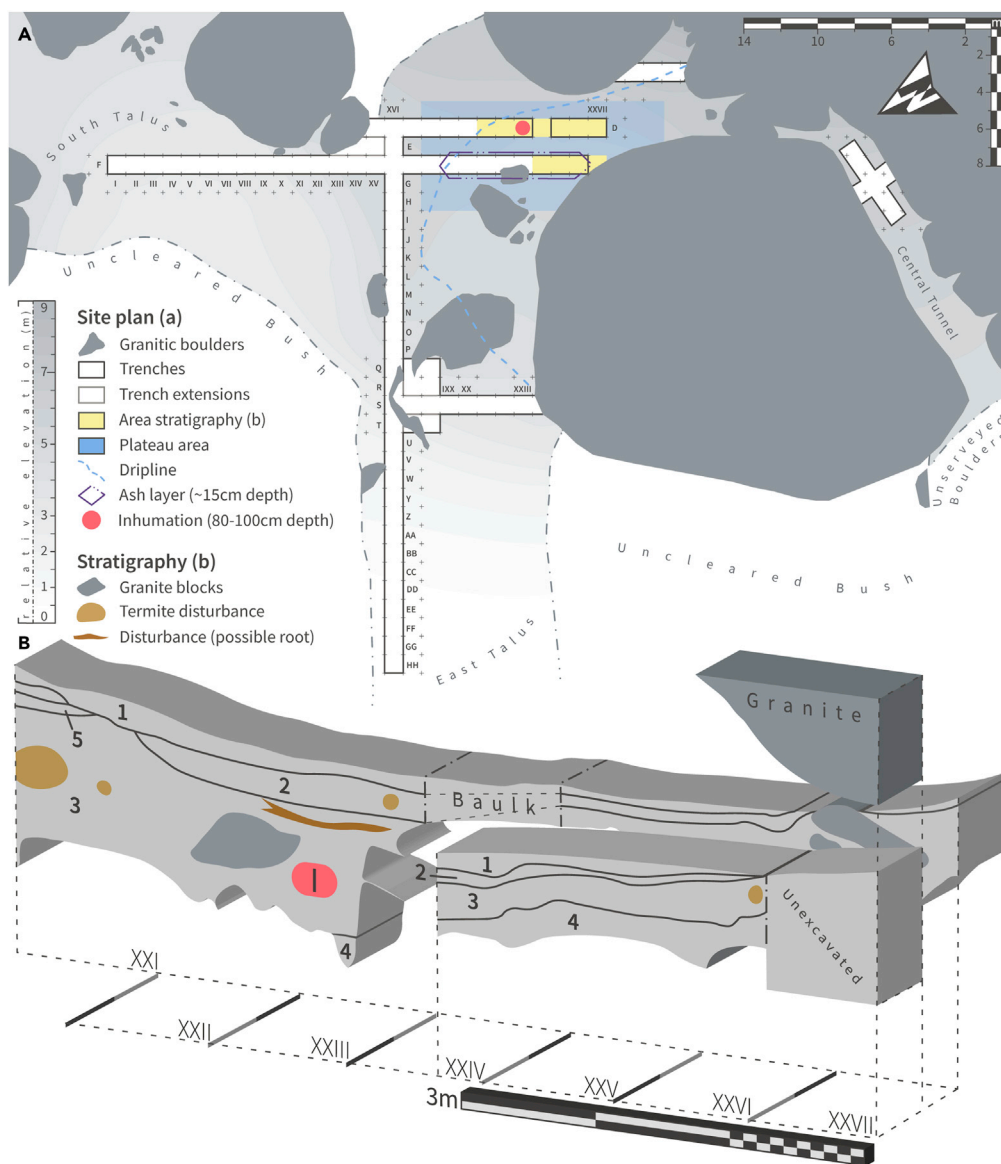 A
m
14 10 6 2
2
4
6
8
South Talus
XVI
XXVII
D
E
F
I II III IV V VI VII VIII IX X XI XII XIII XIV XV
G
H
I
J
K
L
M
N
O
P
Q
R
S
T
IXX XX XXIII
U
V
W
Y
Z
AA
BB
CC
DD
EE
FF
GG
HH
Uncleared Bush
Central Tunnel
Unserveyed Boulders
Uncleared Bush
East Talus
relative elevation (m)
9
7
5
4
3
2
1
0
Site plan (a)
Granitic boulders
Trenches
Trench extensions
Area stratigraphy (b)
Plateau area
Dripline
Ash layer (~15cm depth)
Inhumation (80-100cm depth)
Stratigraphy (b)
Granite blocks
Termite disturbance
Disturbance (possible root)
B
Granite
1
5
2
3
Baulk
I
4
1
2
3
4
Unexcavated
XXI
XXII
XXIII
XXIV
XXV
XXVI
XXVII
3m